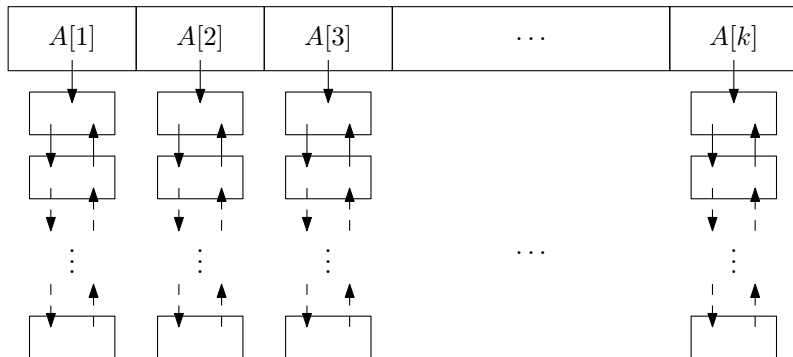 A[1] A[2] A[3] ⋯ A[k]
⋮ ⋮ ⋮ ⋯ ⋮